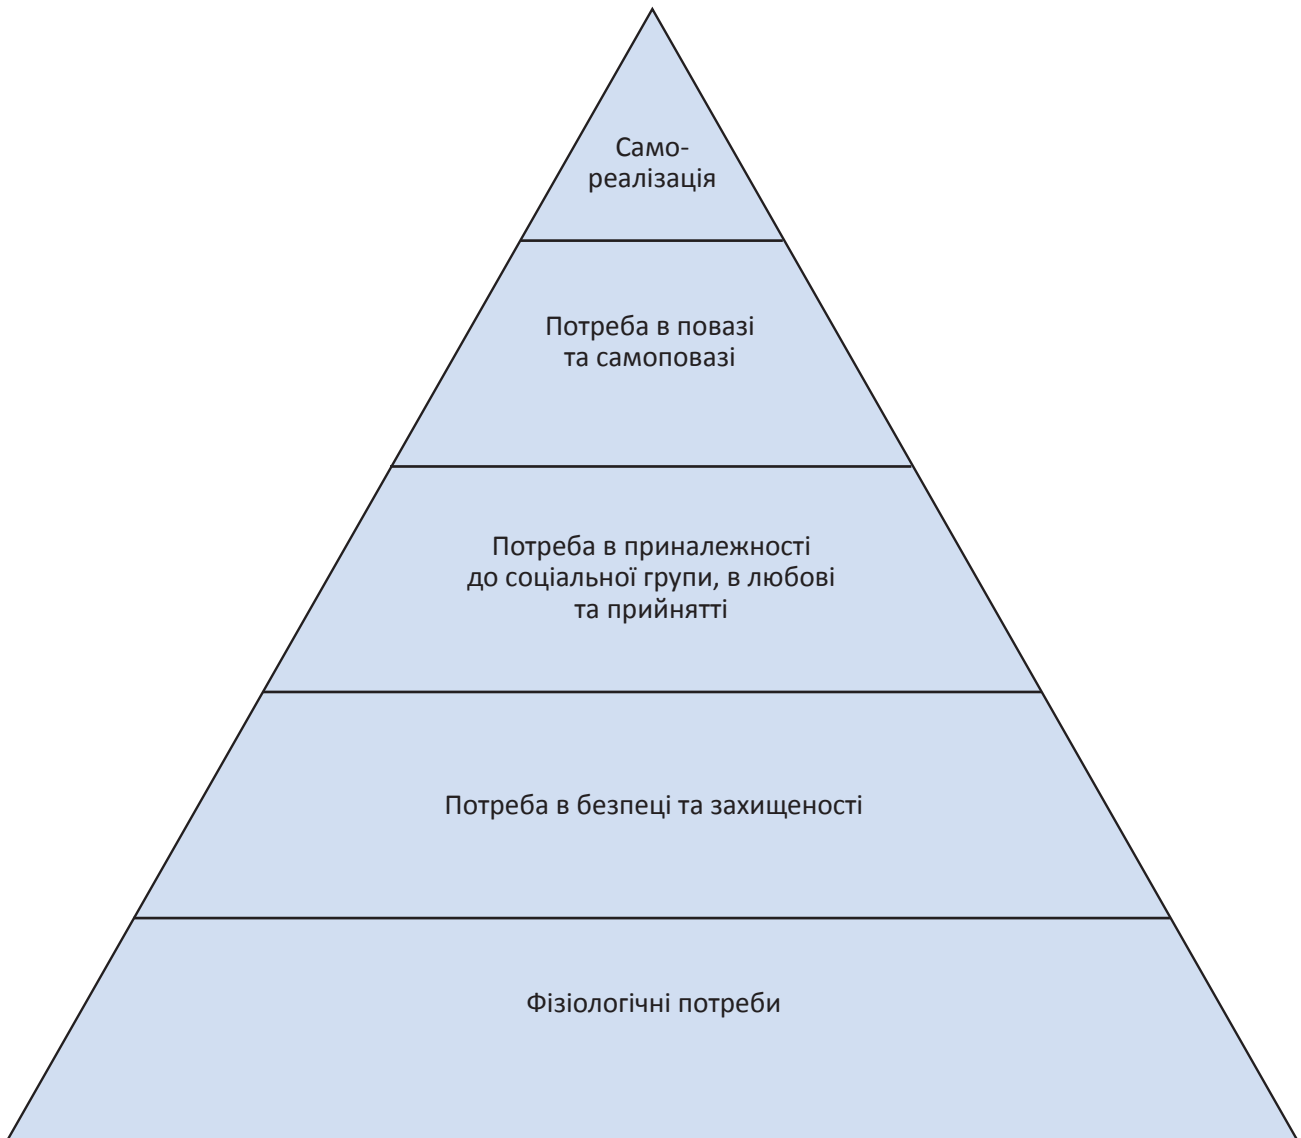 Само-
реалізація
Потреба в повазі
та самоповазі
Потреба в приналежності
до соціальної групи, в любові
та прийнятті
Потреба в безпеці та захищеності
Фізіологічні потреби